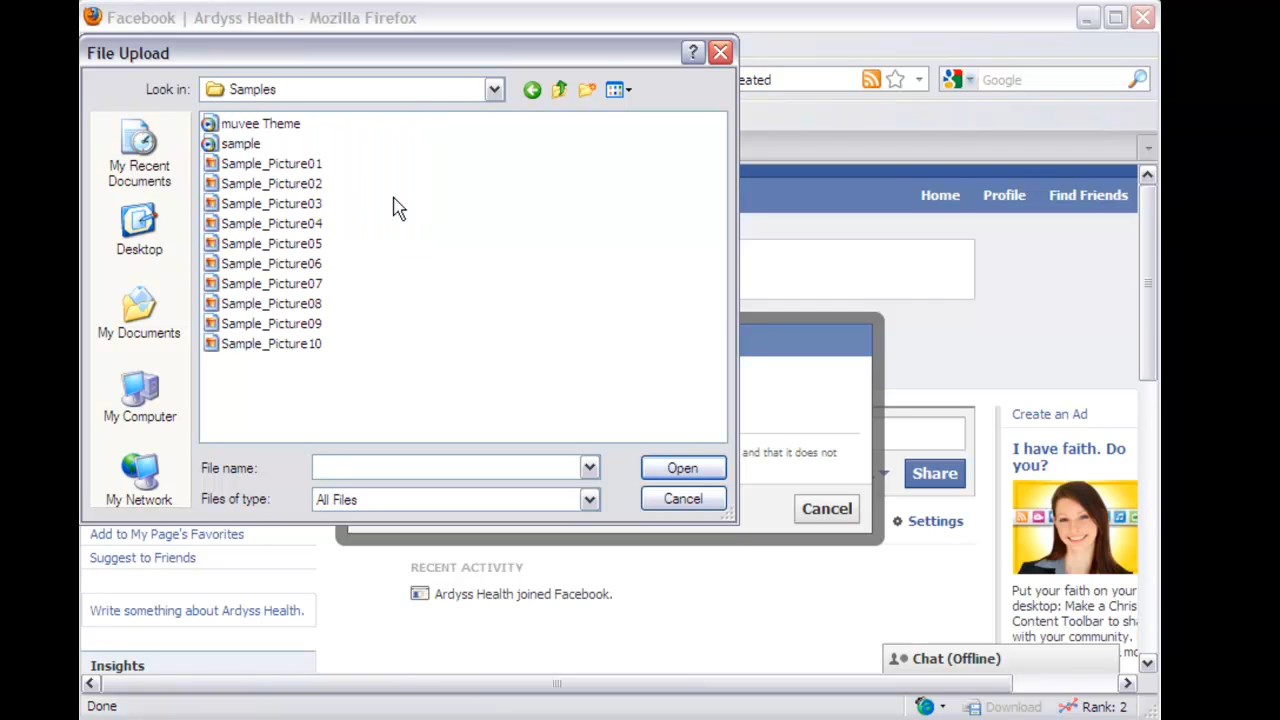 Facebook | Ardyss Health - Mozilla Firefox
File Upload
Look in: Samples
eated
Google
muvee Theme
sample
Sample_Picture01
Sample_Picture02
Sample_Picture03
Sample_Picture04
Sample_Picture05
Sample_Picture06
Sample_Picture07
Sample_Picture08
Sample_Picture09
Sample_Picture10
My Recent
Documents
Desktop
My Documents
My Computer
My Network
File name:
Open
Files of type: All Files
Cancel
Home Profile Find Friends
and that it does not
Cancel
Share
Settings
Create an Ad
I have faith. Do
you?
Put your faith on your
desktop: Make a Chris
Content Toolbar to sha
with your community.
Add to My Page's Favorites
Suggest to Friends
Write something about Ardyss Health.
Insights
RECENT ACTIVITY
Ardyss Health joined Facebook.
Chat (Offline)
Done
Download
Rank: 2